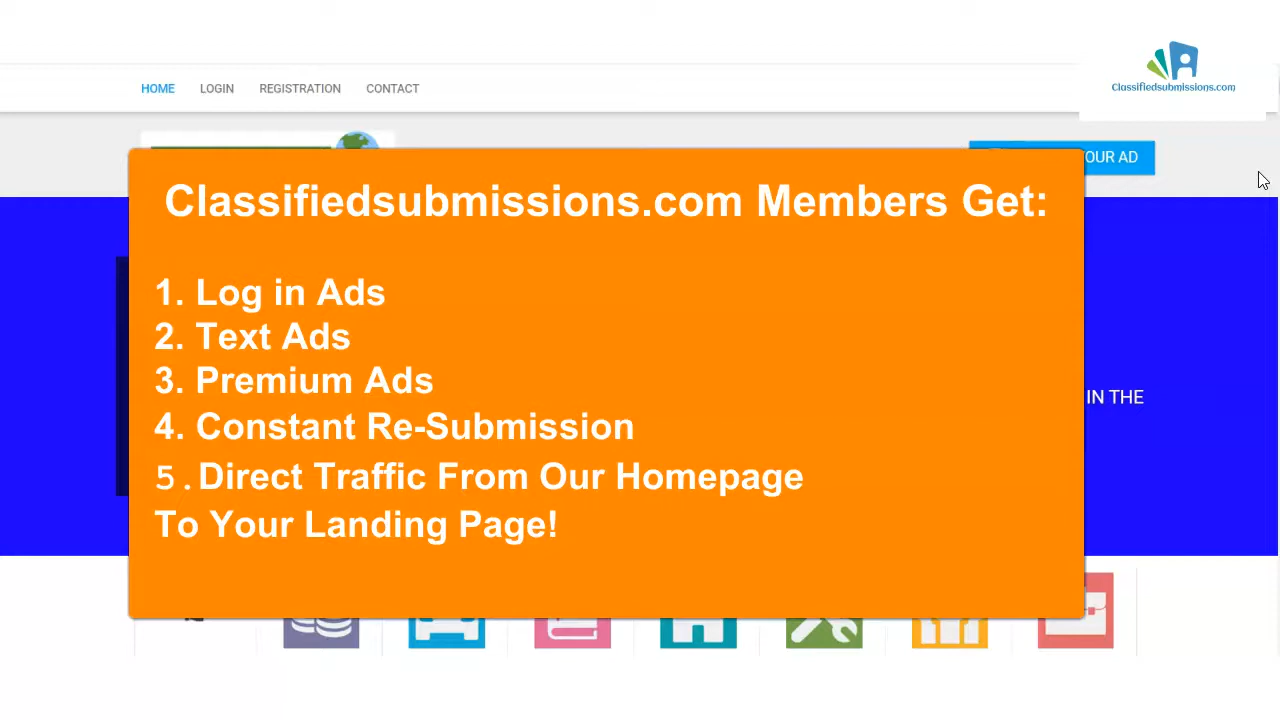 Classifiedsubmissions.com
HOME LOGIN REGISTRATION CONTACT
OUR AD
Classifiedsubmissions.com Members Get:
1. Log in Ads
2. Text Ads
3. Premium Ads
IN THE
4. Constant Re-Submission
5. Direct Traffic From Our Homepage
To Your Landing Page!